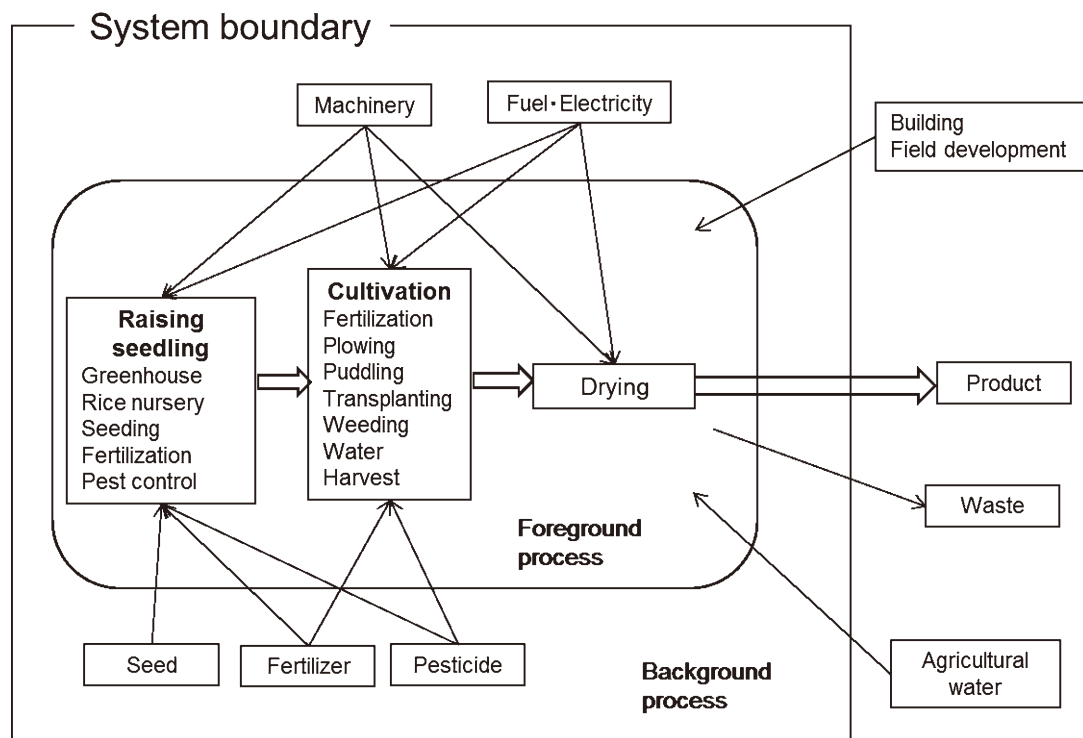 System boundary
Machinery
Fuel・Electricity
Building
Field development
Raising
seedling
Greenhouse
Rice nursery
Seeding
Fertilization
Pest control
Cultivation
Fertilization
Plowing
Puddling
Transplanting
Weeding
Water
Harvest
Drying
Product
Waste
Foreground
process
Seed
Fertilizer
Pesticide
Background
process
Agricultural
water